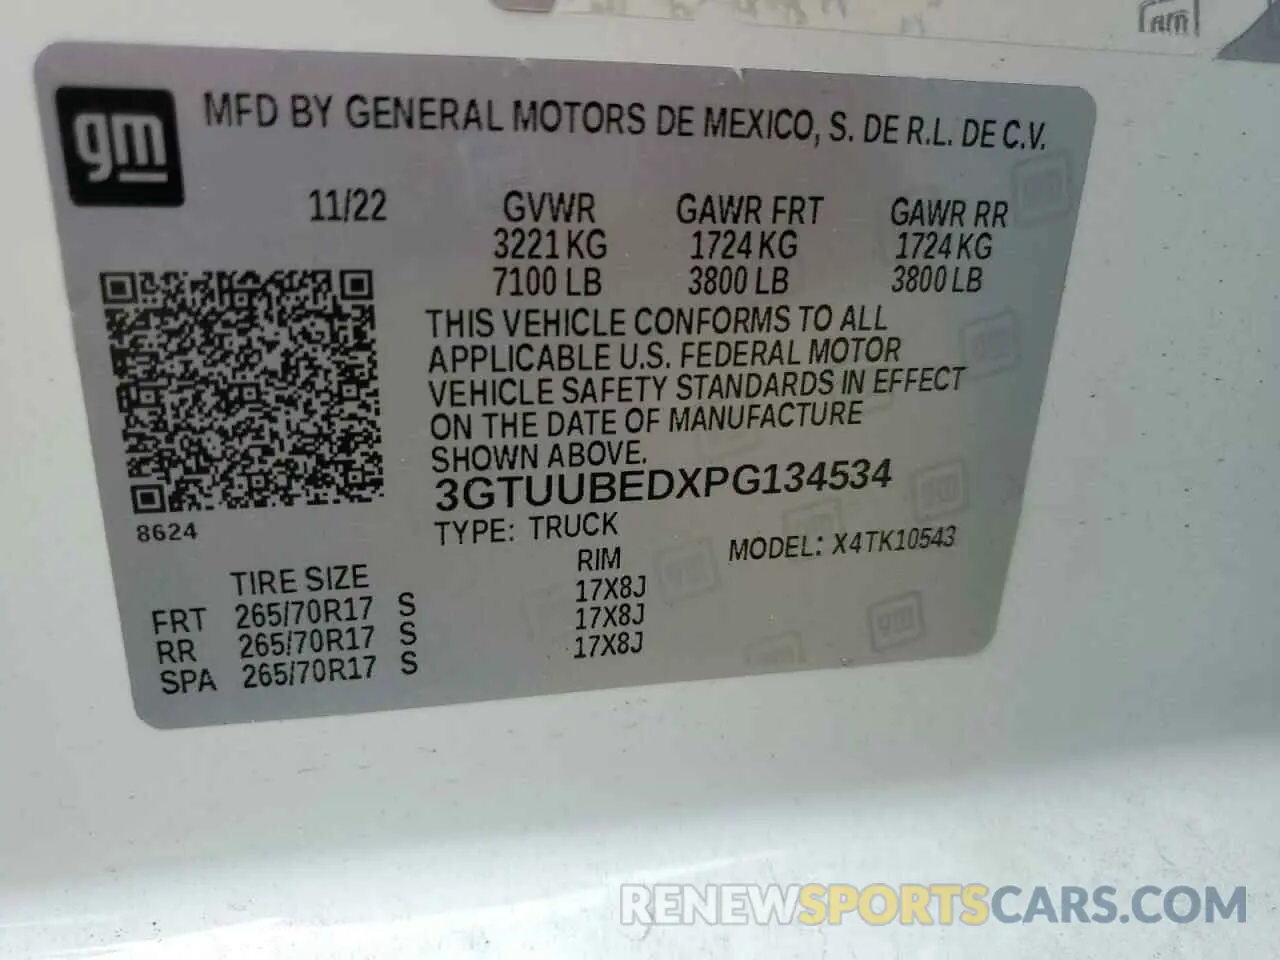 gm
MFD BY GENERAL MOTORS DE MEXICO, S. DE R.L. DE C.V.
11/22 GVWR GAWR FRT GAWR RR
3221 KG 1724 KG 1724 KG
7100 LB 3800 LB 3800 LB
THIS VEHICLE CONFORMS TO ALL
APPLICABLE U.S. FEDERAL MOTOR
VEHICLE SAFETY STANDARDS IN EFFECT
ON THE DATE OF MANUFACTURE
SHOWN ABOVE.
3GTUUBEDXPG134534
8624
TYPE: TRUCK MODEL: X4TK10543
TIRE SIZE RIM
FRT 265/70R17 S 17X8J
RR 265/70R17 S 17X8J
SPA 265/70R17 S 17X8J
RENEWSPORTSCARS.COM